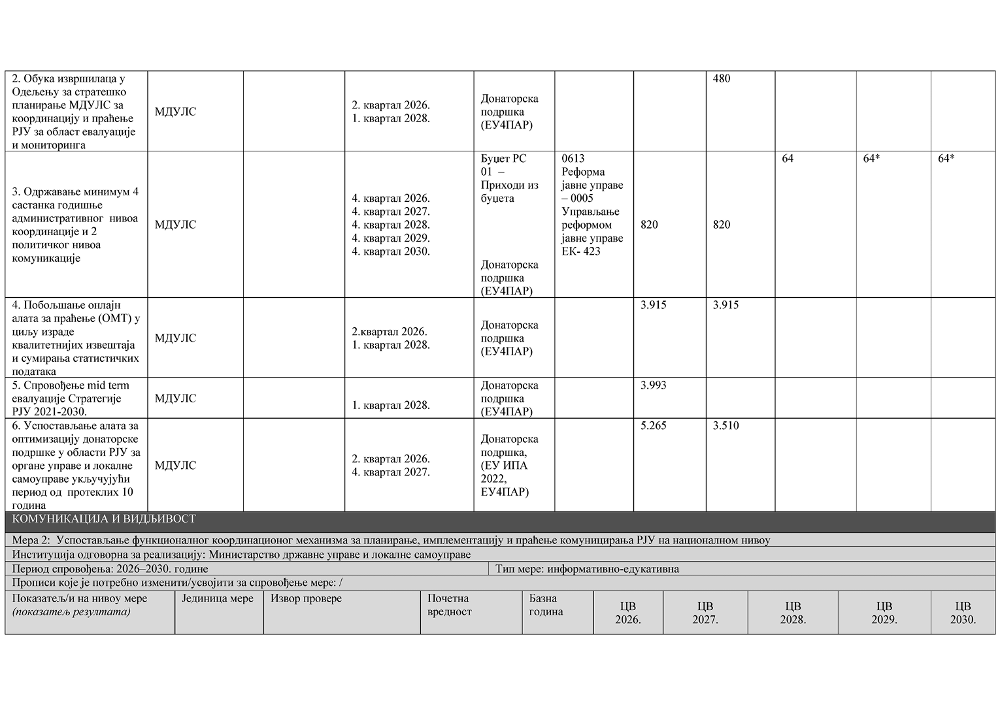 2. Обука извршилаца у
Одељењу за стратешко
планирање МДУЛС за
координацију и праћење
РЈУ за област евалуације
и мониторинга
МДУЛС
2. квартал 2026.
1. квартал 2028.
Донаторска
подршка
(ЕУ4ПАР)
480
3. Одржавање минимум 4
састанка годишње
административног нивоа
координације и 2
политичког нивоа
комуникације
МДУЛС
4. квартал 2026.
4. квартал 2027.
4. квартал 2028.
4. квартал 2029.
4. квартал 2030.
Буџет РС
01 –
Приходи из
буџета
Донаторска
подршка
(ЕУ4ПАР)
0613
Реформа
јавне управе
– 0005
Управљање
реформом
јавне управе
ЕК- 423
820
820
64
64*
64*
4. Побољшање онлајн
алата за праћење (ОМТ) у
циљу израде
квалитетнијих извештаја
и сумирања статистичких
података
МДУЛС
2.квартал 2026.
1. квартал 2028.
Донаторска
подршка
(ЕУ4ПАР)
3.915
3.915
5. Спровођење mid term
евалуације Стратегије
РЈУ 2021-2030.
МДУЛС
1. квартал 2028.
Донаторска
подршка
(ЕУ4ПАР)
3.993
6. Успостављање алата за
оптимизацију донаторске
подршке у области РЈУ за
органе управе и локалне
самоуправе укључујући
период од протеклих 10
година
МДУЛС
2. квартал 2026.
4. квартал 2027.
Донаторска
подршка,
(ЕУ ИПА
2022,
ЕУ4ПАР)
5.265
3.510
КОМУНИКАЦИЈА И ВИДЉИВОСТ
Мера 2: Успостављање функционалног координационог механизма за планирање, имплементацију и праћење комуницирања РЈУ на националном нивоу
Институција одговорна за реализацију: Министарство државне управе и локалне самоуправе
Период спровођења: 2026–2030. године
Тип мере: информативно-едукативна
Прописи које је потребно изменити/усвојити за спровођење мере: /
Показатељ/и на нивоу мере
(показатељ резултата)
Јединица мере
Извор провере
Почетна
вредност
Базна
година
ЦВ
2026.
ЦВ
2027.
ЦВ
2028.
ЦВ
2029.
ЦВ
2030.